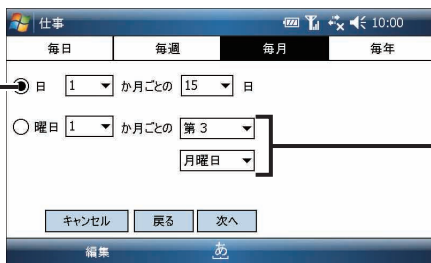 仕事 10:00
毎日 毎週 毎月 毎年
日 1 か月ごとの 15 日
曜日 1 か月ごとの 第3
月曜日
キャンセル 戻る 次へ
編集 あ